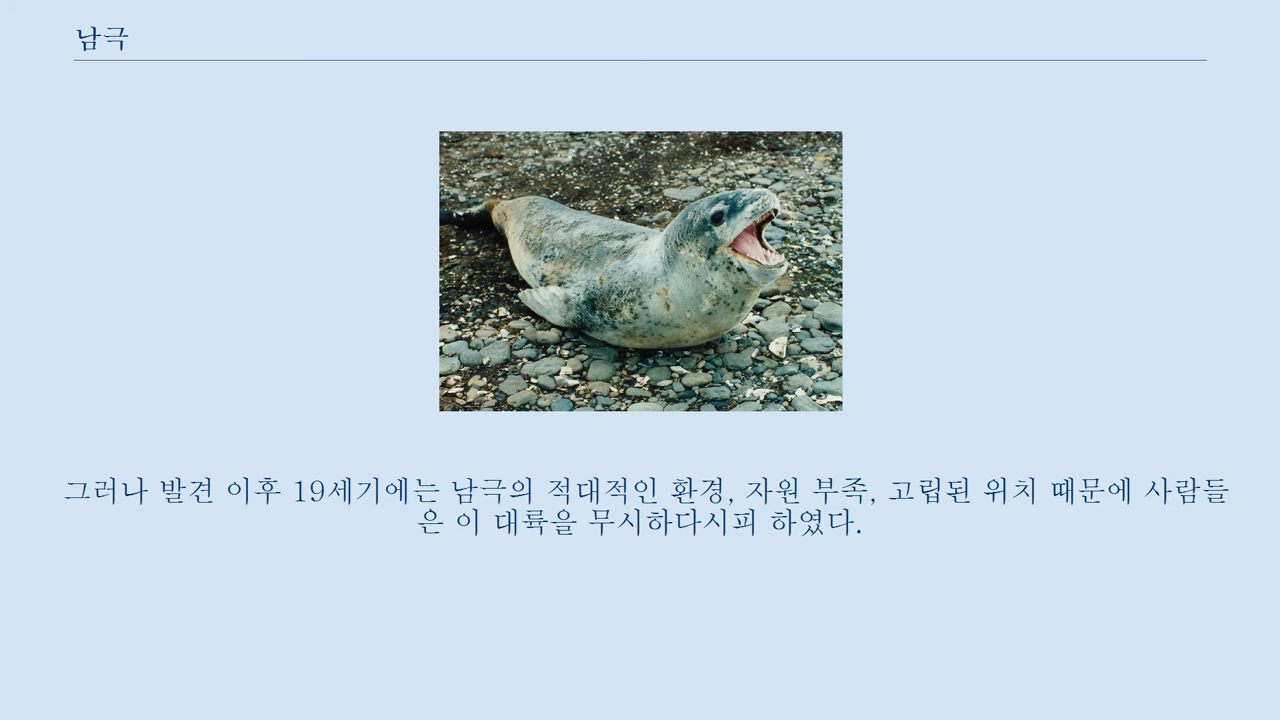 남극
그러나 발견 이후 19세기에는 남극의 적대적인 환경, 자원 부족, 고립된 위치 때문에 사람들
은 이 대륙을 무시하다시피 하였다.